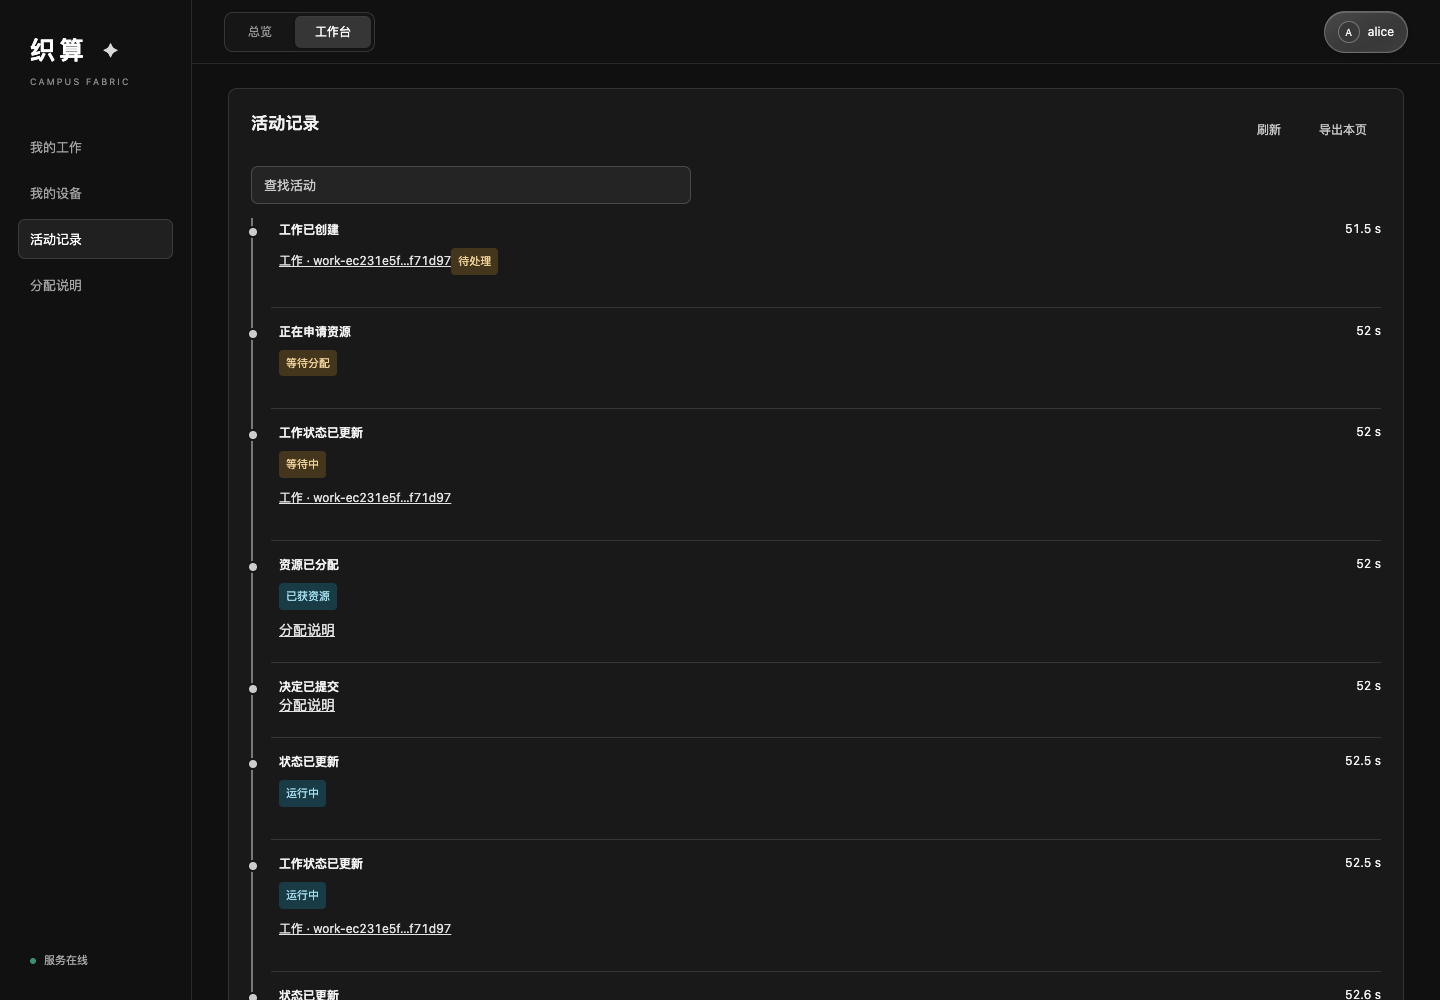 织算 ✦
CAMPUS FABRIC
总览
工作台
A
alice
我的工作
我的设备
活动记录
分配说明
活动记录
刷新
导出本页
查找活动
工作已创建
51.5 s
工作 · work-ec231e5f…f71d97 待处理
正在申请资源
52 s
等待分配
工作状态已更新
52 s
等待中
工作 · work-ec231e5f…f71d97
资源已分配
52 s
已获资源
分配说明
决定已提交
52 s
分配说明
状态已更新
52.5 s
运行中
工作状态已更新
52.5 s
运行中
工作 · work-ec231e5f…f71d97
状态已更新
52.6 s
服务在线